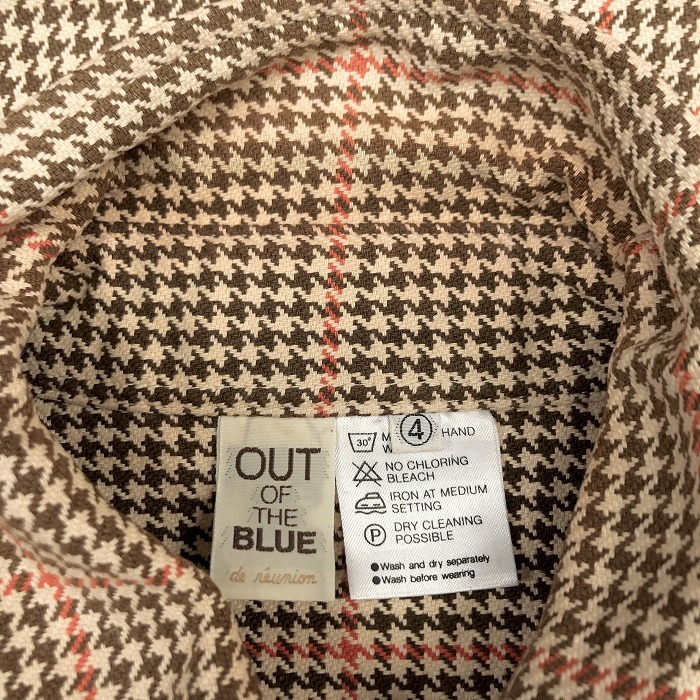 OUT
OF
THE
BLUE
de réunion
4
30° HAND
NO CHLORING
BLEACH
IRON AT MEDIUM
SETTING
P DRY CLEANING
POSSIBLE
●Wash and dry separately
●Wash before wearing